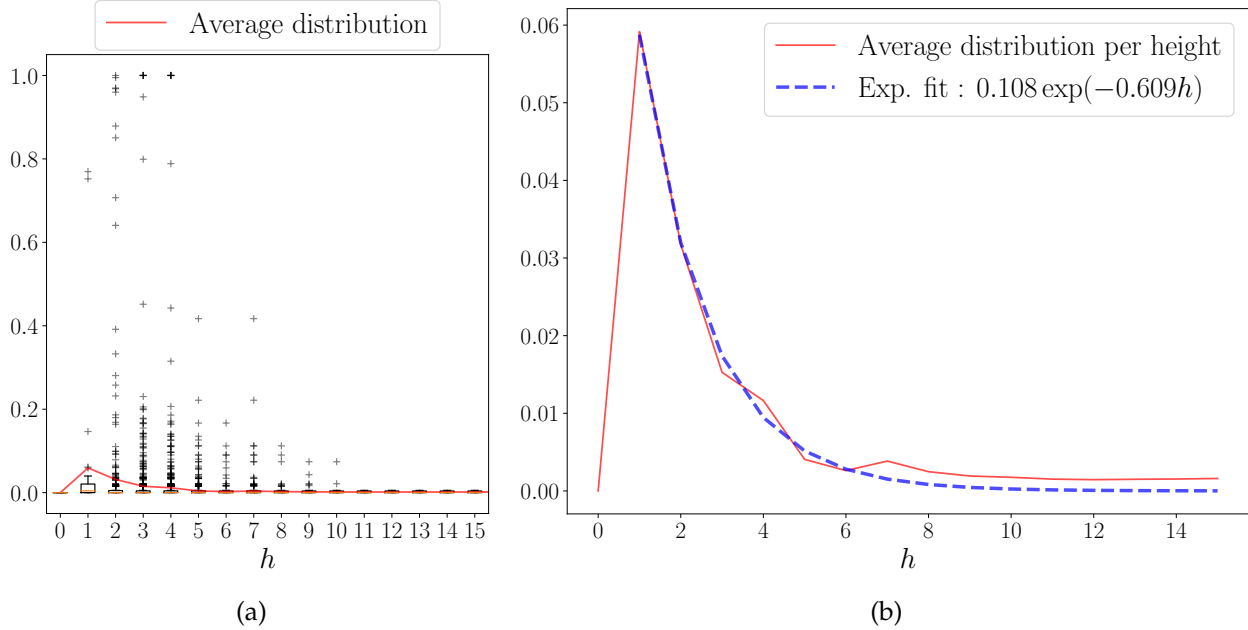 Average distribution
1.0
0.8
0.6
0.4
0.2
0.0
0 1 2 3 4 5 6 7 8 9 10 11 12 13 14 15
h
(a)
Average distribution per height
Exp. fit : 0.108 exp(−0.609h)
0.06
0.05
0.04
0.03
0.02
0.01
0.00
0 2 4 6 8 10 12 14
h
(b)